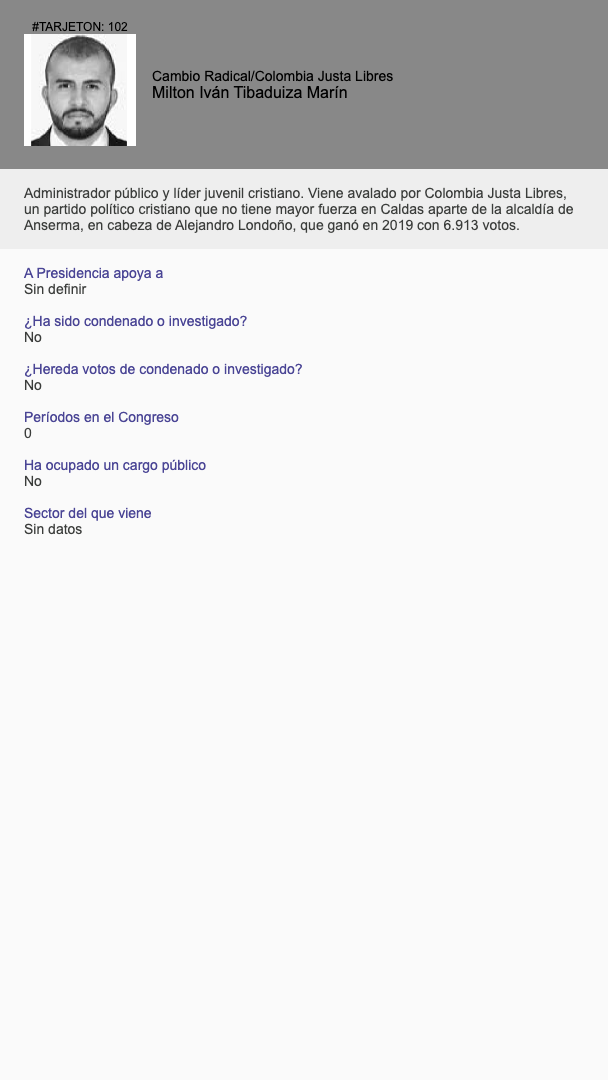 #TARJETON: 102
Cambio Radical/Colombia Justa Libres
Milton Iván Tibaduiza Marín
Administrador público y líder juvenil cristiano. Viene avalado por Colombia Justa Libres,
un partido político cristiano que no tiene mayor fuerza en Caldas aparte de la alcaldía de
Anserma, en cabeza de Alejandro Londoño, que ganó en 2019 con 6.913 votos.
A Presidencia apoya a
Sin definir
¿Ha sido condenado o investigado?
No
¿Hereda votos de condenado o investigado?
No
Períodos en el Congreso
0
Ha ocupado un cargo público
No
Sector del que viene
Sin datos